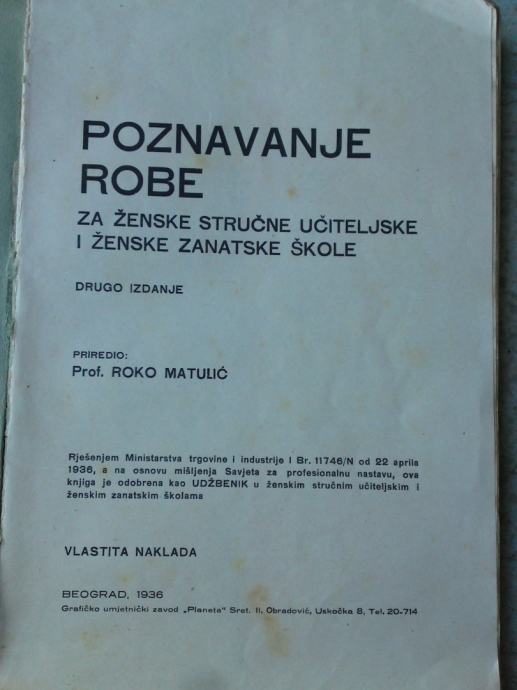 POZNAVANJE
ROBE
ZA ŽENSKE STRUČNE UČITELJSKE
I ŽENSKE ZANATSKE ŠKOLE
DRUGO IZDANJE
PRIREDIO:
Prof. ROKO MATULIĆ
Rješenjem Ministarstva trgovine i industrije I Br. 11746/N od 22 aprila
1936, a na osnovu mišljenja Savjeta za profesionalnu nastavu, ova
knjiga je odobrena kao UDŽBENIK u ženskim stručnim učiteljskim i
ženskim zanatskim školama
VLASTITA NAKLADA
BEOGRAD, 1936
Grafičko umjetnički zavod „Planeta" Sret. II. Obradović, Uskočka 8, Tel. 20-714